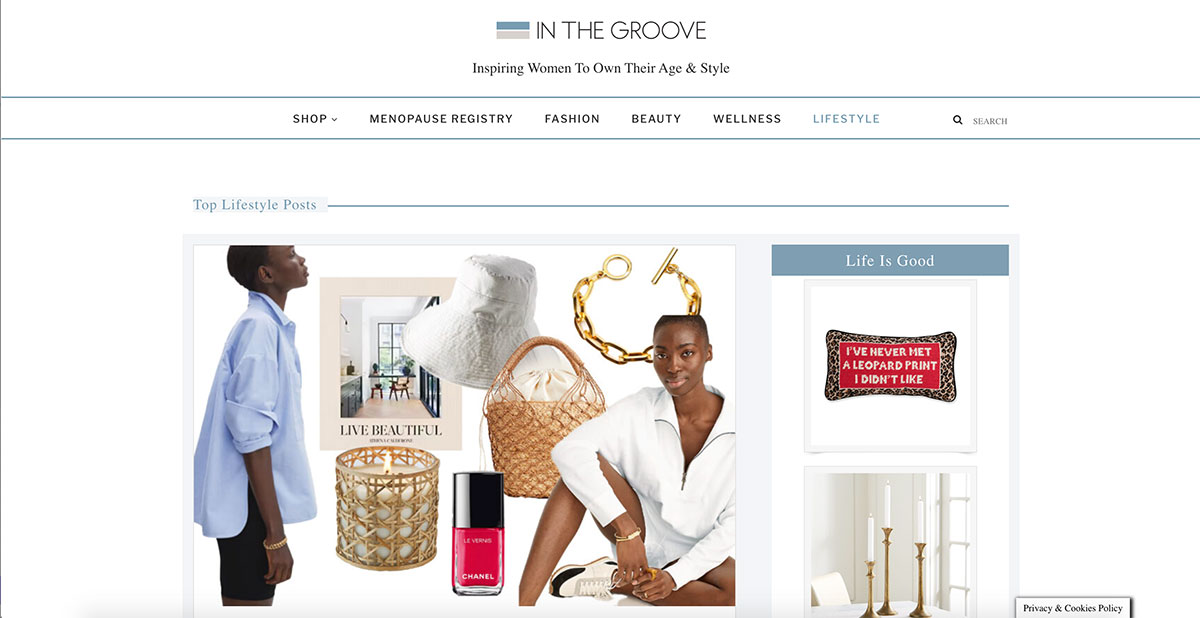 IN THE GROOVE
Inspiring Women To Own Their Age & Style
SHOP
MENOPAUSE REGISTRY
FASHION
BEAUTY
WELLNESS
LIFESTYLE
SEARCH
Top Lifestyle Posts
LIVE BEAUTIFUL
LE VERNIS
CHANEL
Life Is Good
I'VE NEVER MET
A LEOPARD PRINT
I DIDN'T LIKE
Privacy & Cookies Policy